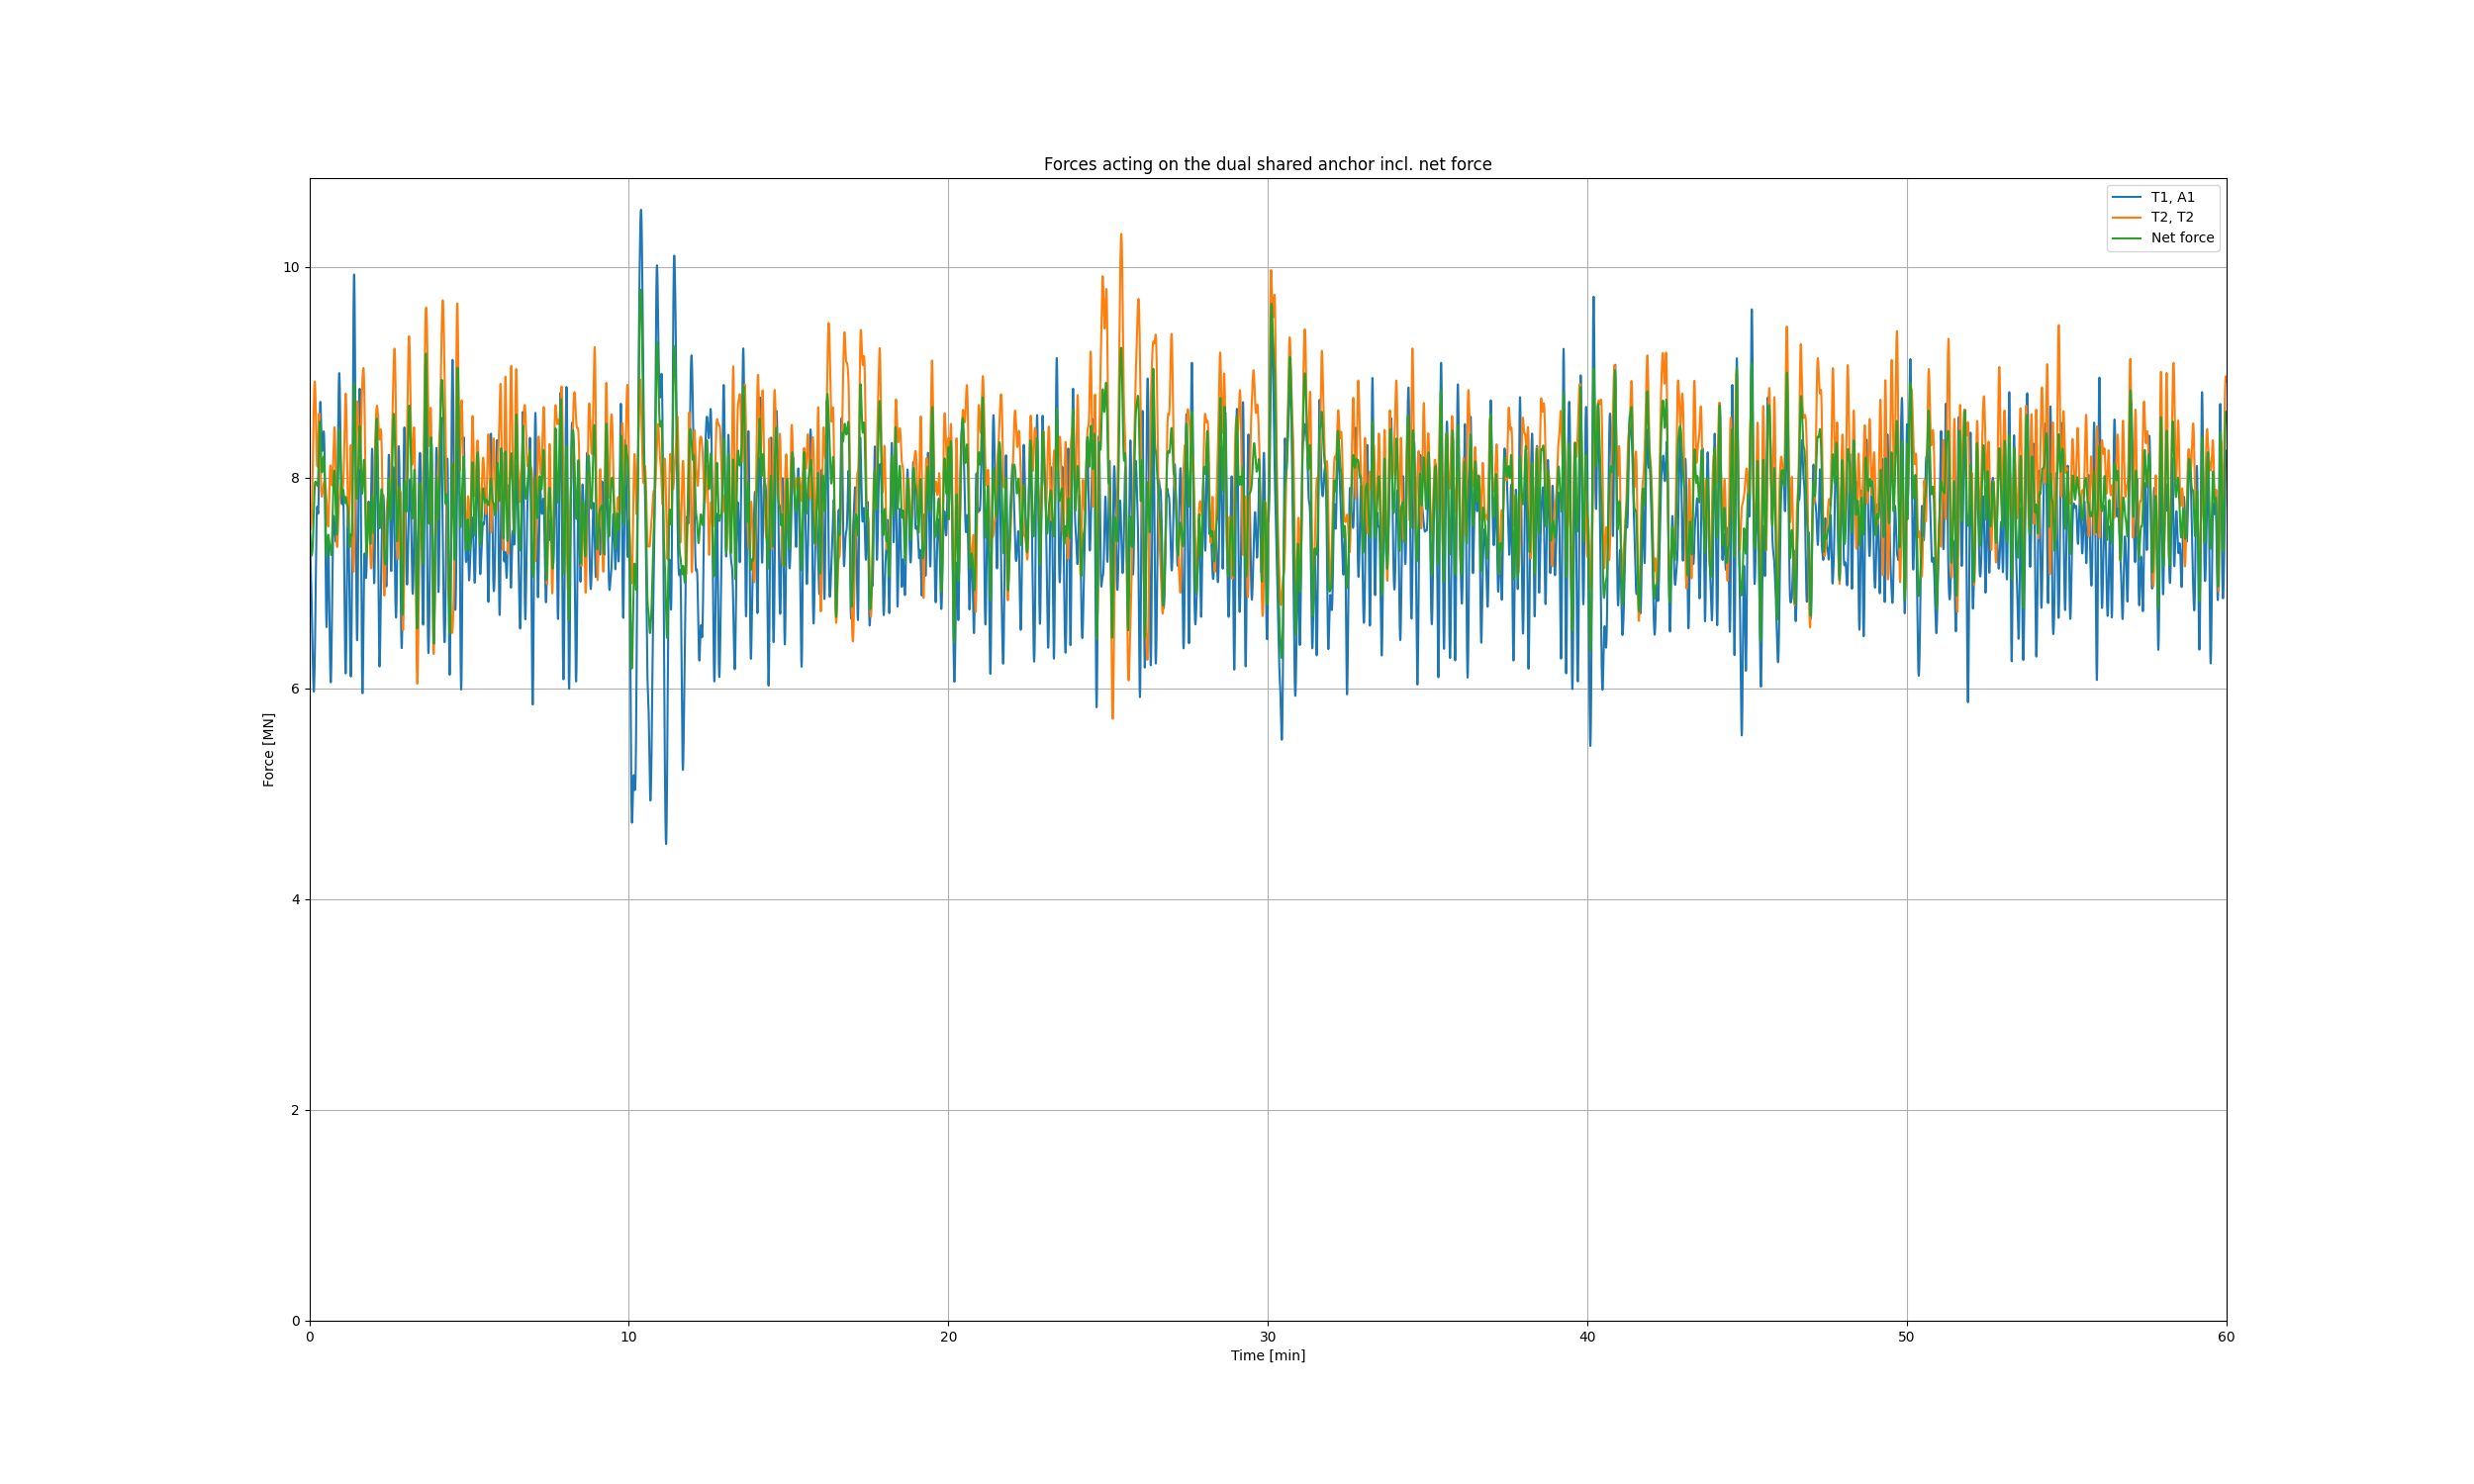 Forces acting on the dual shared anchor incl. net force
T1, A1
T2, T2
Net force
10
8
6
4
2
0
Force [MN]
0 10 20 30 40 50 60
Time [min]